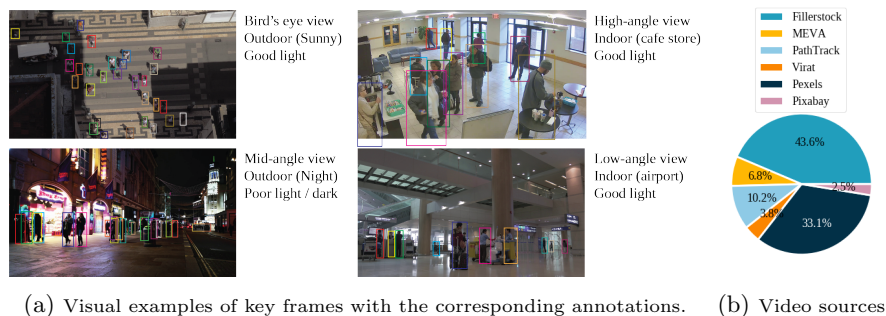 Bird's eye view
Outdoor (Sunny)
Good light
High-angle view
Indoor (cafe store)
Good light
Mid-angle view
Outdoor (Night)
Poor light / dark
Low-angle view
Indoor (airport)
Good light
(a) Visual examples of key frames with the corresponding annotations.
Fillerstock
MEVA
PathTrack
Virat
Pexels
Pixabay
43.6%
6.8%
10.2%
3.8%
33.1%
2.5%
(b) Video sources